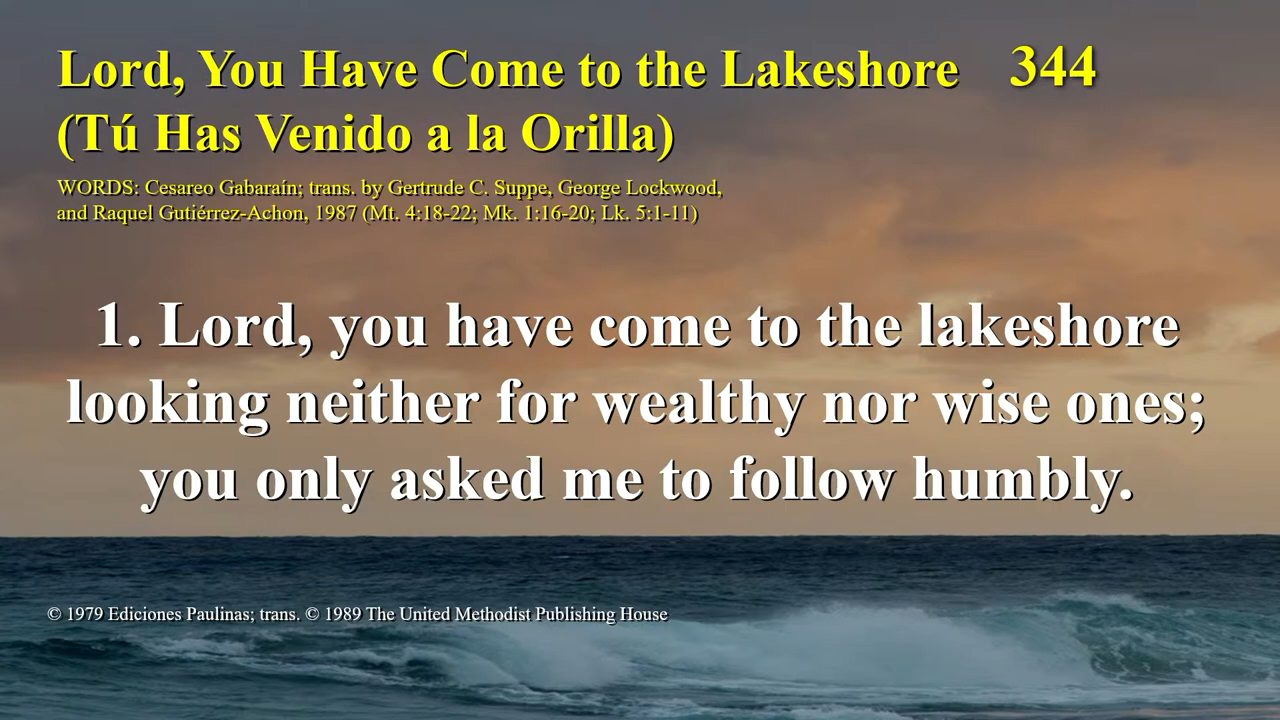 Lord, You Have Come to the Lakeshore 344
(Tú Has Venido a la Orilla)
WORDS: Cesareo Gabaraín; trans. by Gertrude C. Suppe, George Lockwood,
and Raquel Gutiérrez-Achon, 1987 (Mt. 4:18-22; Mk. 1:16-20; Lk. 5:1-11)
1. Lord, you have come to the lakeshore
looking neither for wealthy nor wise ones;
you only asked me to follow humbly.
© 1979 Ediciones Paulinas; trans. © 1989 The United Methodist Publishing House